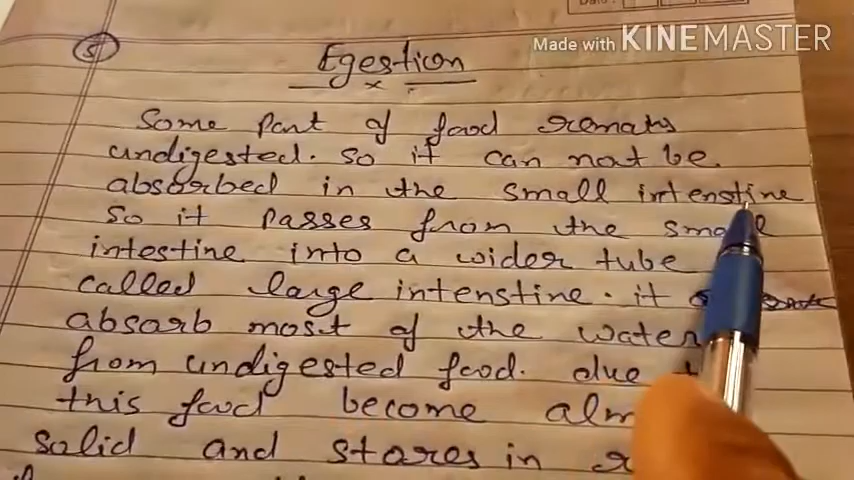 Date:
Made with KINEMASTER
5 Egestion
Some part of food remains
undigested. so it can not be.
absorbed in the small intenstine
so it passes from the small
intestine into a wider tube
called large intenstine. it
absorb most of the water
from undigested food. due
this food become
solid and stores in